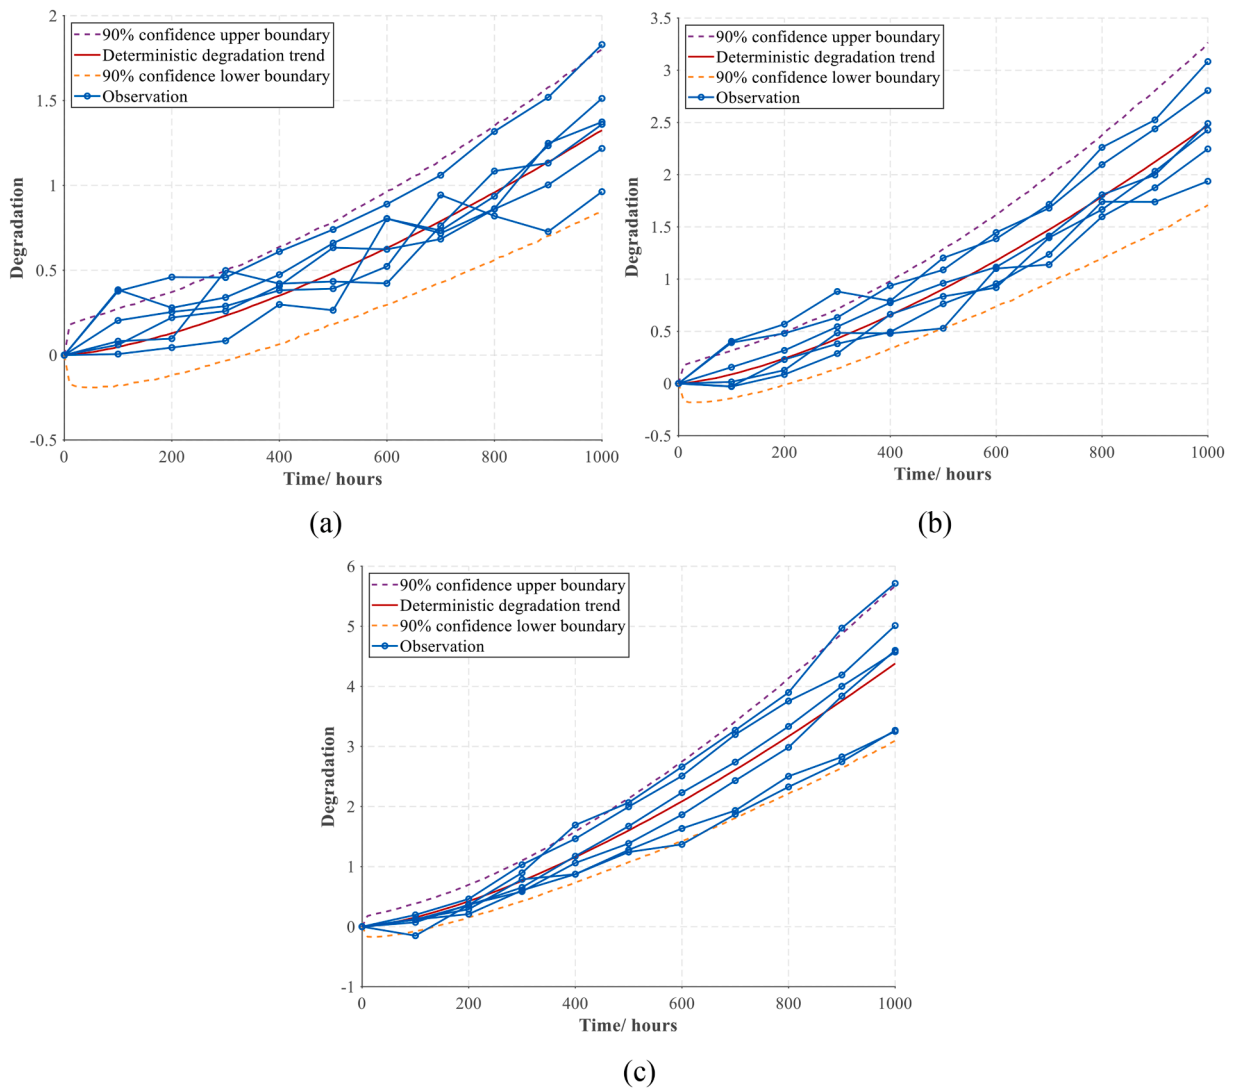 2
1.5
1
0.5
0
-0.5
Degradation
90% confidence upper boundary
Deterministic degradation trend
90% confidence lower boundary
Observation
0 200 400 600 800 1000
Time/ hours
(a)
3.5
3
2.5
2
1.5
1
0.5
0
-0.5
Degradation
90% confidence upper boundary
Deterministic degradation trend
90% confidence lower boundary
Observation
0 200 400 600 800 1000
Time/ hours
(b)
6
5
4
3
2
1
0
-1
Degradation
90% confidence upper boundary
Deterministic degradation trend
90% confidence lower boundary
Observation
0 200 400 600 800 1000
Time/ hours
(c)